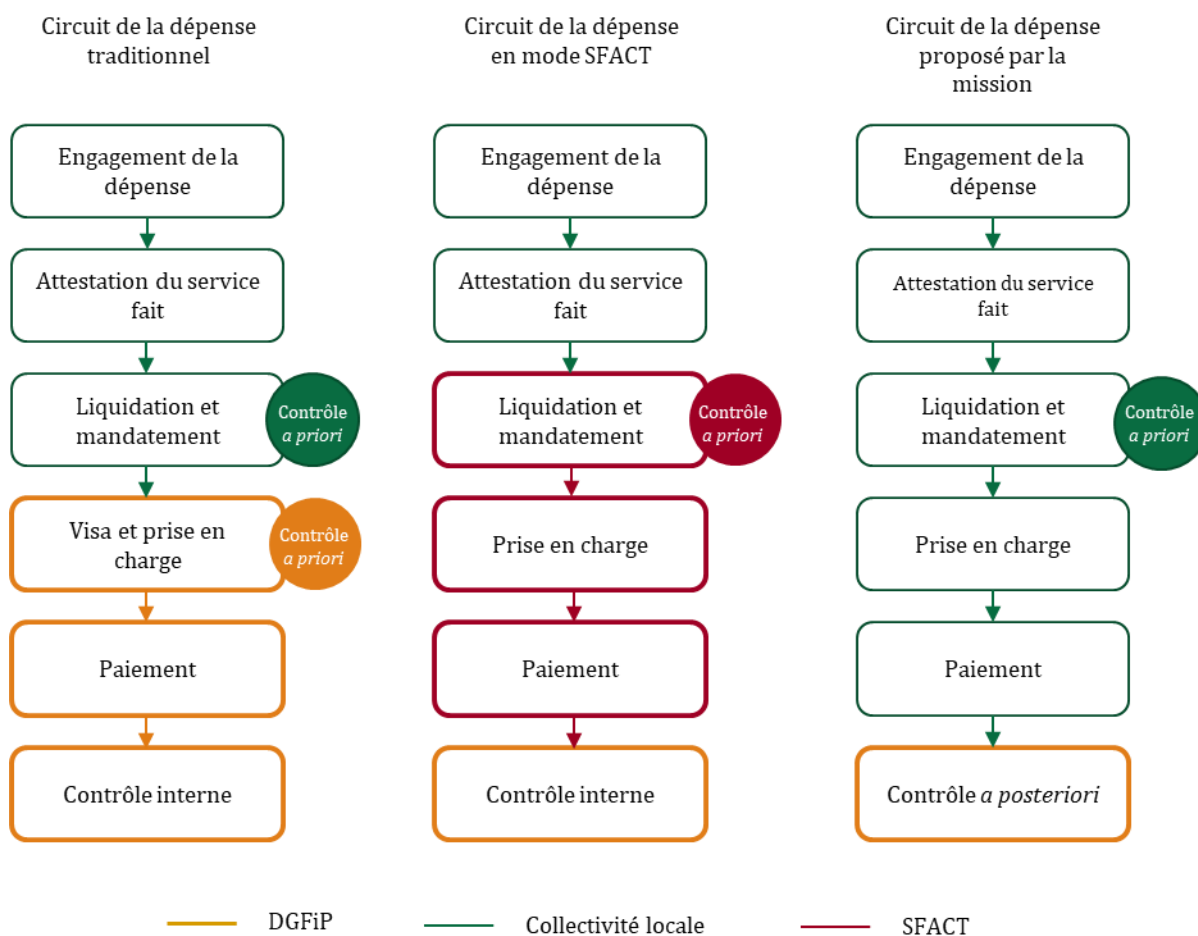 Circuit de la dépense
traditionnel
Circuit de la dépense
en mode SFACT
Circuit de la dépense
proposé par la
mission
Engagement de la
dépense
Engagement de la
dépense
Engagement de la
dépense
Attestation du service
fait
Attestation du service
fait
Attestation du service
fait
Liquidation et
mandatement
Contrôle
a priori
Liquidation et
mandatement
Contrôle
a priori
Liquidation et
mandatement
Contrôle
a priori
Visa et prise en
charge
Contrôle
a priori
Prise en charge
Prise en charge
Paiement
Paiement
Paiement
Contrôle interne
Contrôle interne
Contrôle a posteriori
DGFiP
Collectivité locale
SFACT